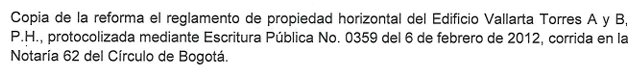 Copia de la reforma el reglamento de propiedad horizontal del Edificio Vallarta Torres A y B,
P.H., protocolizada mediante Escritura Pública No. 0359 del 6 de febrero de 2012, corrida en la
Notaría 62 del Círculo de Bogotá.